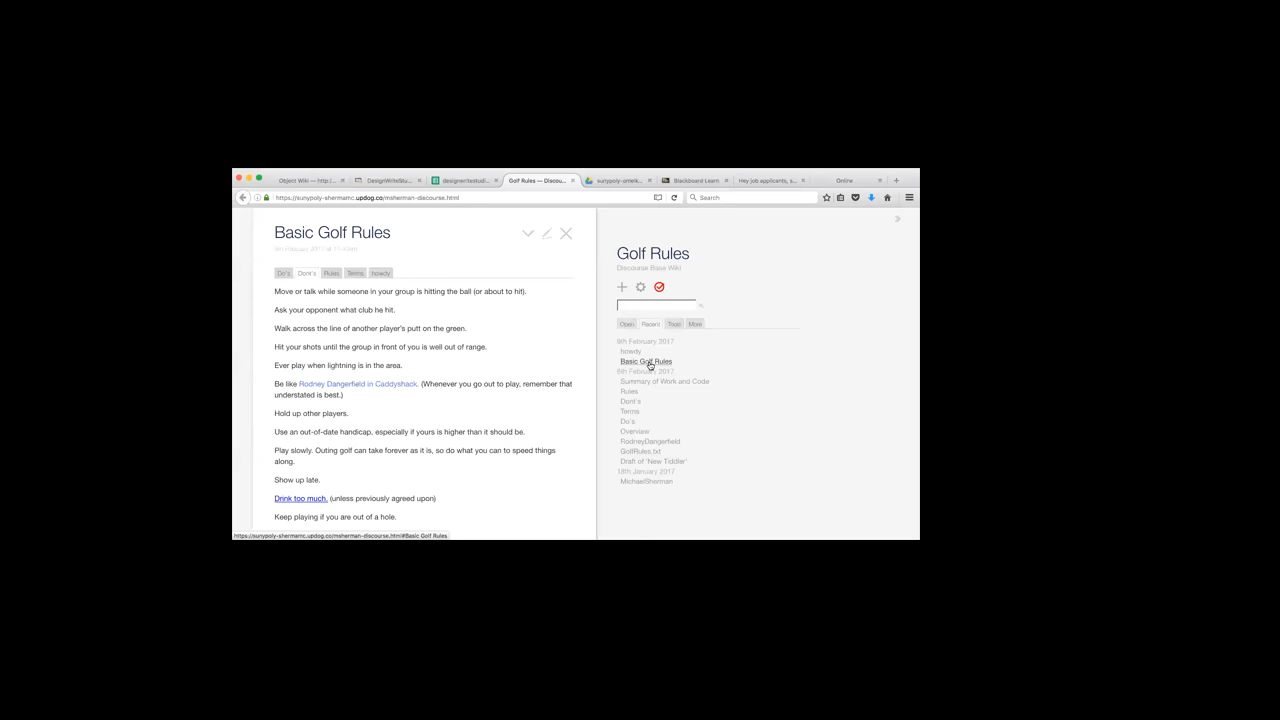 Object Wiki — http:/...
DesignWriteStu...
designwritestudi...
Golf Rules — Discou...
sunypoly-umeik...
Blackboard Learn
Hey job applicants, s...
Online
https://sunypoly-shermamc.updog.co/msherman-discourse.html
Search
Basic Golf Rules
Do's
Dont's
Rules
Terms
howdy
Move or talk while someone in your group is hitting the ball (or about to hit).
Ask your opponent what club he hit.
Walk across the line of another player's putt on the green.
Hit your shots until the group in front of you is well out of range.
Ever play when lightning is in the area.
Be like Rodney Dangerfield in Caddyshack. (Whenever you go out to play, remember that
understated is best.)
Hold up other players.
Use an out-of-date handicap, especially if yours is higher than it should be.
Play slowly. Outing golf can take forever as it is, so do what you can to speed things
along.
Show up late.
Drink too much. (unless previously agreed upon)
Keep playing if you are out of a hole.
https://sunypoly-shermamc.updog.co/msherman-discourse.html#Basic Golf Rules
Golf Rules
Discourse Base Wiki
Open
Recent
Tools
More
9th February 2017
howdy
Basic Golf Rules
8th February 2017
Summary of Work and Code
Rules
Dont's
Terms
Do's
Overview
RodneyDangerfield
GolfRules.txt
Draft of 'New Tiddler'
18th January 2017
MichaelSherman